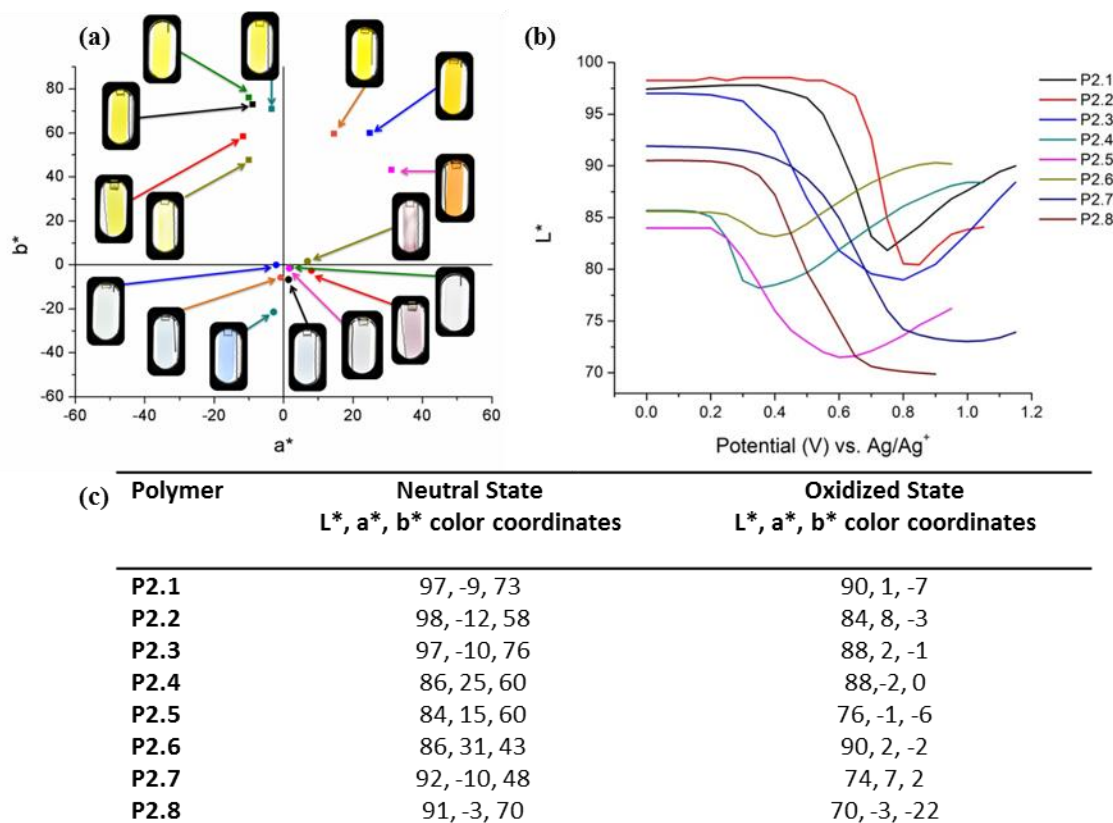 (a)
80
60
40
20
0
-20
-40
-60
b*
-60
-40
-20
0
20
40
60
a*
(b)
100
95
90
85
80
75
70
L*
0.0
0.2
0.4
0.6
0.8
1.0
1.2
Potential (V) vs. Ag/Ag+
P2.1
P2.2
P2.3
P2.4
P2.5
P2.6
P2.7
P2.8
(c)
Polymer Neutral State Oxidized State
L*, a*, b* color coordinates L*, a*, b* color coordinates
P2.1 97, -9, 73 90, 1, -7
P2.2 98, -12, 58 84, 8, -3
P2.3 97, -10, 76 88, 2, -1
P2.4 86, 25, 60 88,-2, 0
P2.5 84, 15, 60 76, -1, -6
P2.6 86, 31, 43 90, 2, -2
P2.7 92, -10, 48 74, 7, 2
P2.8 91, -3, 70 70, -3, -22